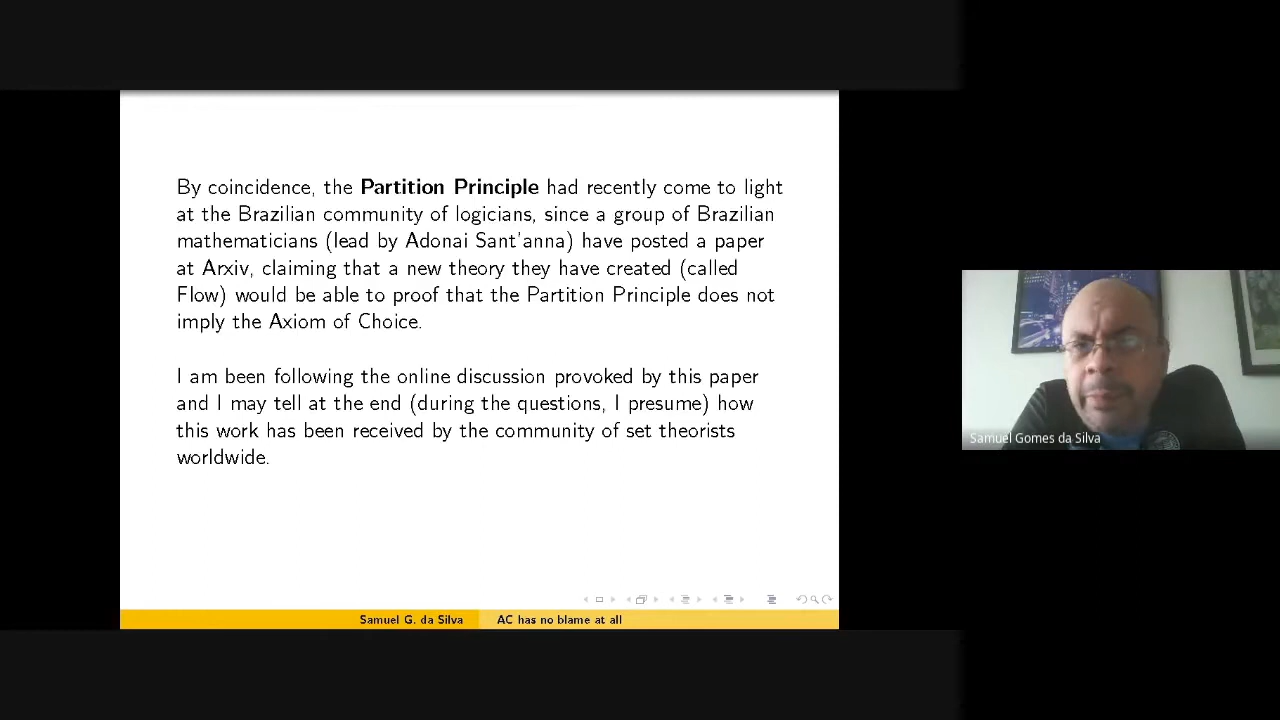 By coincidence, the Partition Principle had recently come to light
at the Brazilian community of logicians, since a group of Brazilian
mathematicians (lead by Adonai Sant'anna) have posted a paper
at Arxiv, claiming that a new theory they have created (called
Flow) would be able to proof that the Partition Principle does not
imply the Axiom of Choice.
I am been following the online discussion provoked by this paper
and I may tell at the end (during the questions, I presume) how
this work has been received by the community of set theorists
worldwide.
Samuel Gomes da Silva
Samuel G. da Silva
AC has no blame at all